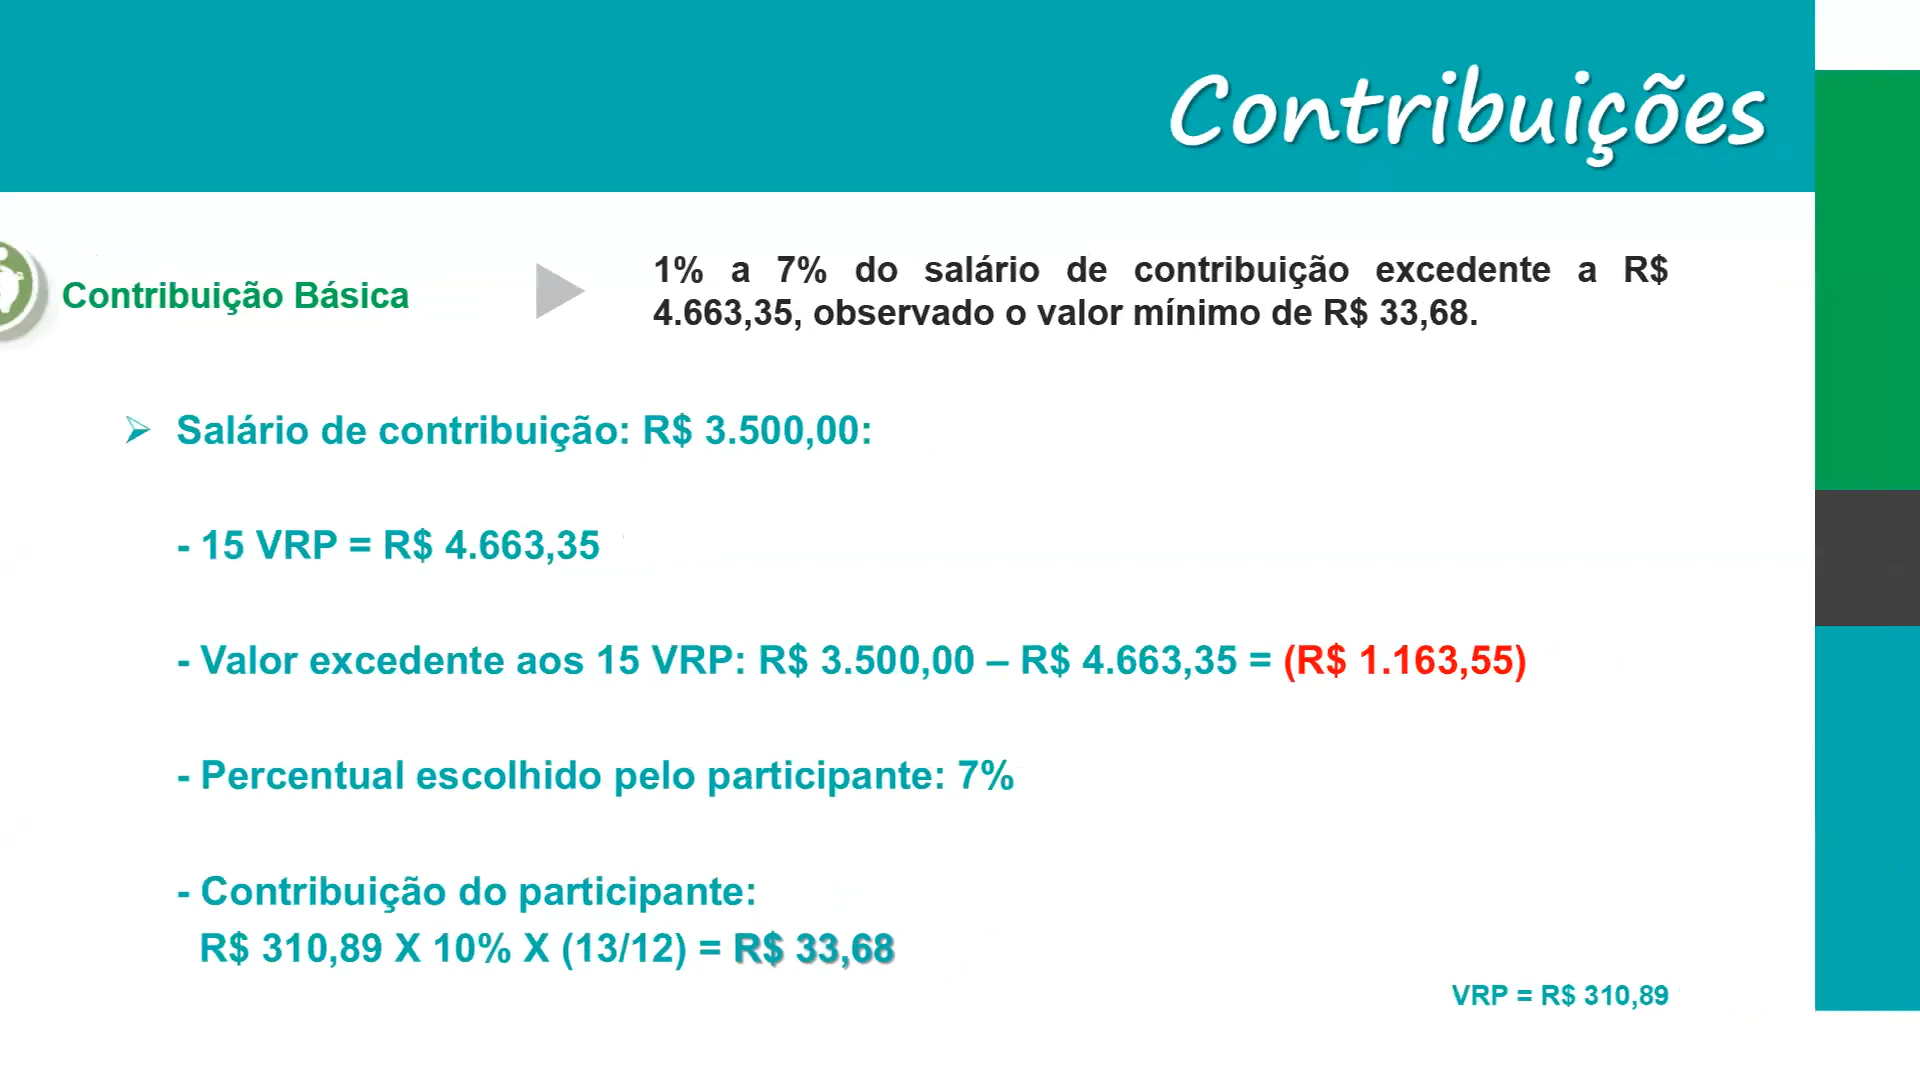 Contribuições
Contribuição Básica
1% a 7% do salário de contribuição excedente a R$
4.663,35, observado o valor mínimo de R$ 33,68.
➢ Salário de contribuição: R$ 3.500,00:
- 15 VRP = R$ 4.663,35
- Valor excedente aos 15 VRP: R$ 3.500,00 – R$ 4.663,35 = (R$ 1.163,55)
- Percentual escolhido pelo participante: 7%
- Contribuição do participante:
R$ 310,89 X 10% X (13/12) = R$ 33,68
VRP = R$ 310,89